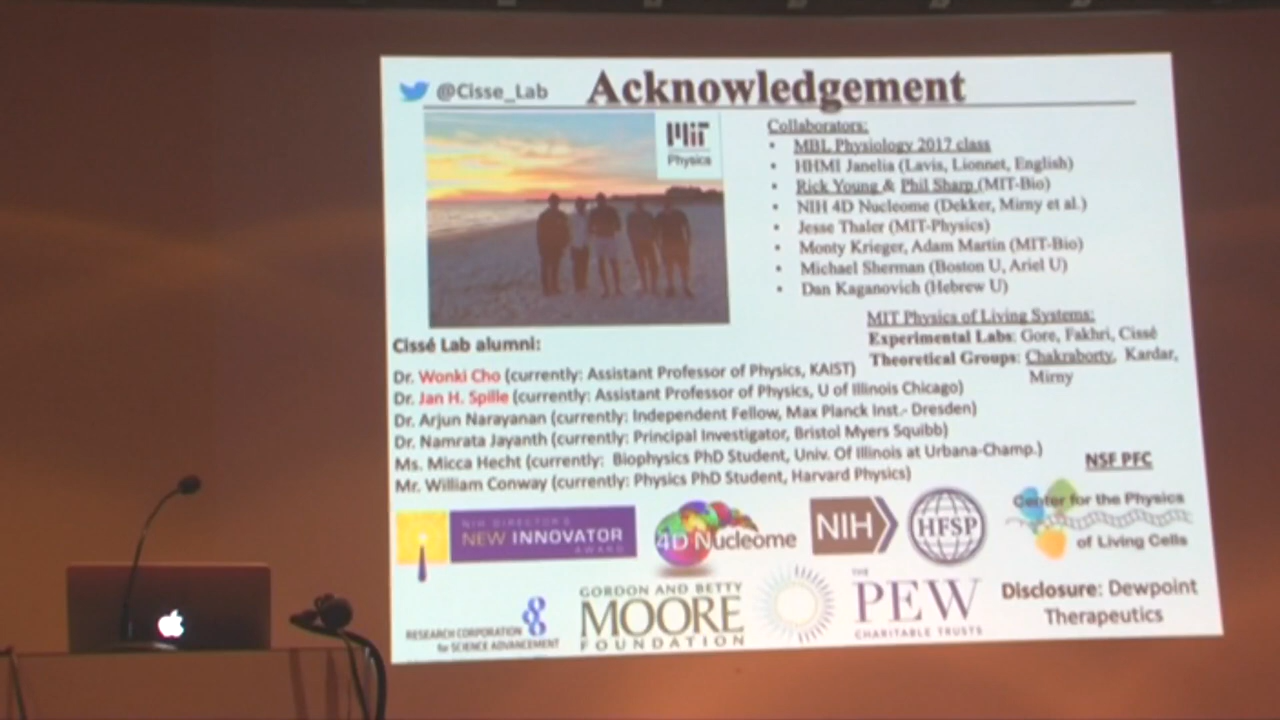 @Cisse_Lab
Acknowledgement
MIT
Physics
Collaborators:
• MBL Physiology 2017 class
• HHMI Janelia (Lavis, Lionnet, English)
• Rick Young & Phil Sharp (MIT-Bio)
• NIH 4D Nucleome (Dekker, Mirny et al.)
• Jesse Thaler (MIT-Physics)
• Monty Krieger, Adam Martin (MIT-Bio)
• Michael Sherman (Boston U, Ariel U)
• Dan Kaganovich (Hebrew U)
MIT Physics of Living Systems:
Experimental Labs: Gore, Fakhri, Cissé
Theoretical Groups: Chakraborty, Kardar,
Mirny
Cissé Lab alumni:
Dr. Wonki Cho (currently: Assistant Professor of Physics, KAIST)
Dr. Jan H. Spille (currently: Assistant Professor of Physics, U of Illinois Chicago)
Dr. Arjun Narayanan (currently: Independent Fellow, Max Planck Inst.- Dresden)
Dr. Namrata Jayanth (currently: Principal Investigator, Bristol Myers Squibb)
Ms. Micca Hecht (currently: Biophysics PhD Student, Univ. Of Illinois at Urbana-Champ.)
Mr. William Conway (currently: Physics PhD Student, Harvard Physics)
NSF PFC
NIH DIRECTOR'S
NEW INNOVATOR
AWARD
4D Nucleome
NIH
HFSP
Center for the Physics
of Living Cells
RESEARCH CORPORATION
for SCIENCE ADVANCEMENT
GORDON AND BETTY
MOORE
FOUNDATION
THE
PEW
CHARITABLE TRUSTS
Disclosure: Dewpoint
Therapeutics